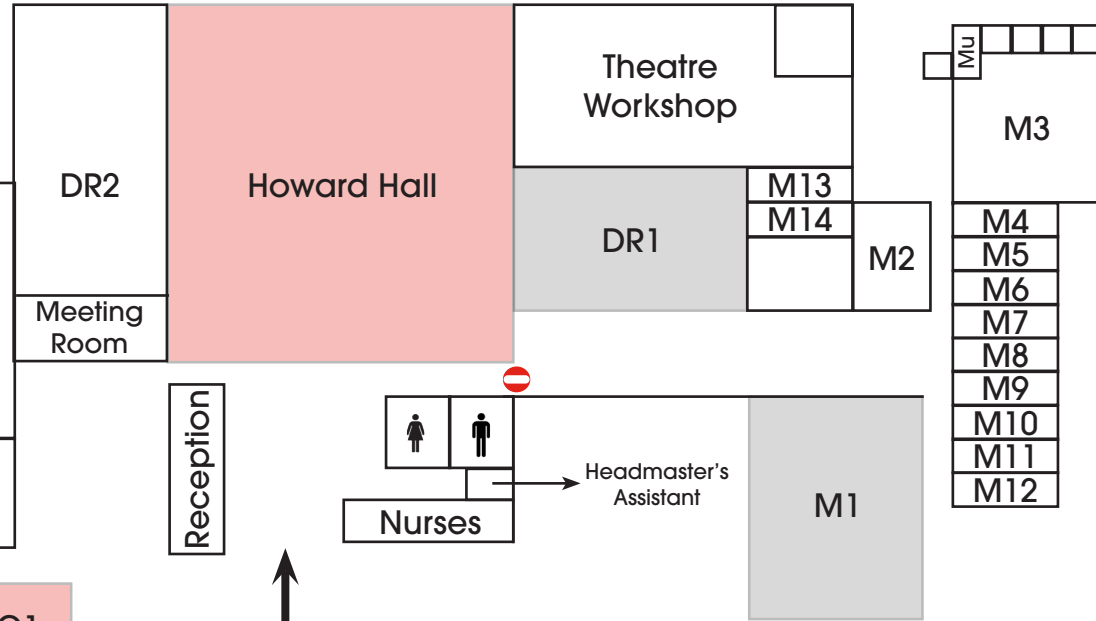 Theatre
Workshop
Mu
M3
DR2
Howard Hall
M13
M14
DR1
M2
M4
M5
M6
M7
M8
M9
M10
M11
M12
Meeting
Room
Reception
Headmaster's
Assistant
Nurses
M1